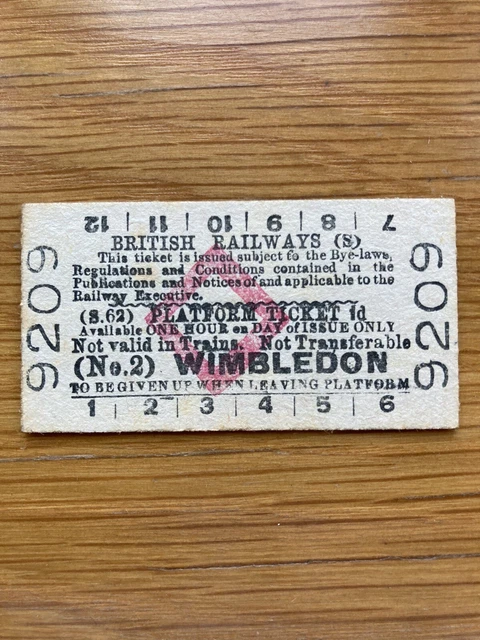 12 | 11 | 10 | 9 | 8 | 7
BRITISH RAILWAYS (S)
This ticket is issued subject to the Bye-laws,
Regulations and Conditions contained in the
Publications and Notices of and applicable to the
Railway Executive.
(S.62) PLATFORM TICKET 1d
Available ONE HOUR on DAY of ISSUE ONLY
Not valid in Trains. Not Transferable
(No.2) WIMBLEDON
TO BE GIVEN UP WHEN LEAVING PLATFORM
1 | 2 | 3 | 4 | 5 | 6
9209
9209